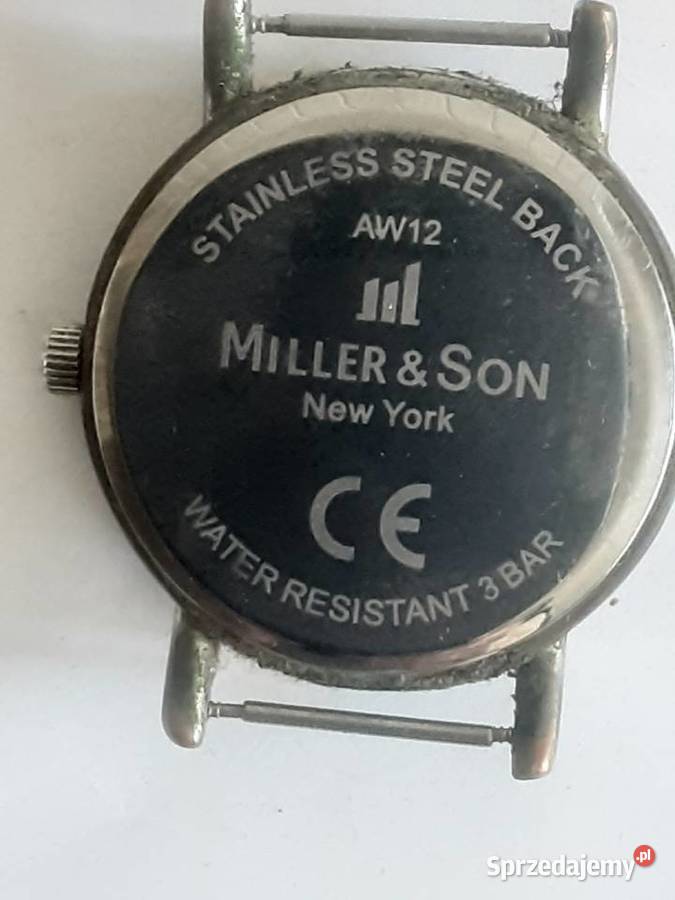 STAINLESS STEEL BACK
AW12
MILLER & SON
New York
CE
WATER RESISTANT 3 BAR
Sprzedajemy.pl